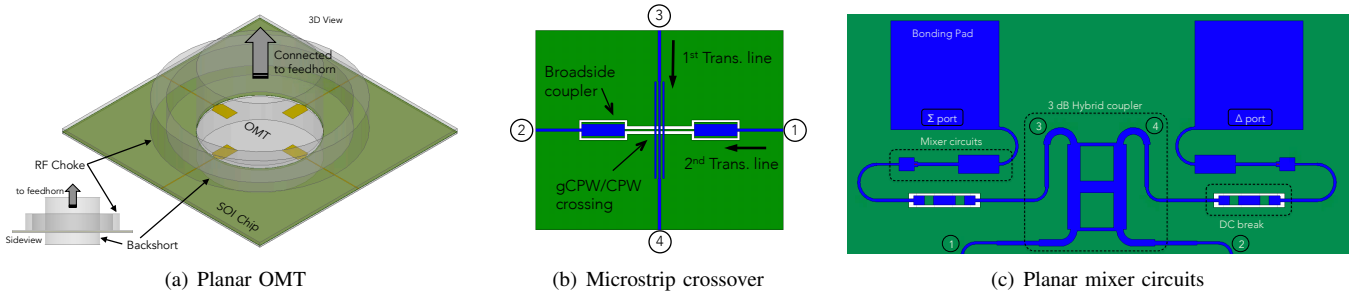 3D View
Connected
to feedhorn
OMT
RF Choke
to feedhorn
SOI Chip
Sideview
Backshort
(a) Planar OMT
3
1st Trans. line
Broadside
coupler
2
1
2nd Trans. line
gCPW/CPW
crossing
4
(b) Microstrip crossover
Bonding Pad
3 dB Hybrid coupler
Σ port
Δ port
3
4
Mixer circuits
DC break
1
2
(c) Planar mixer circuits